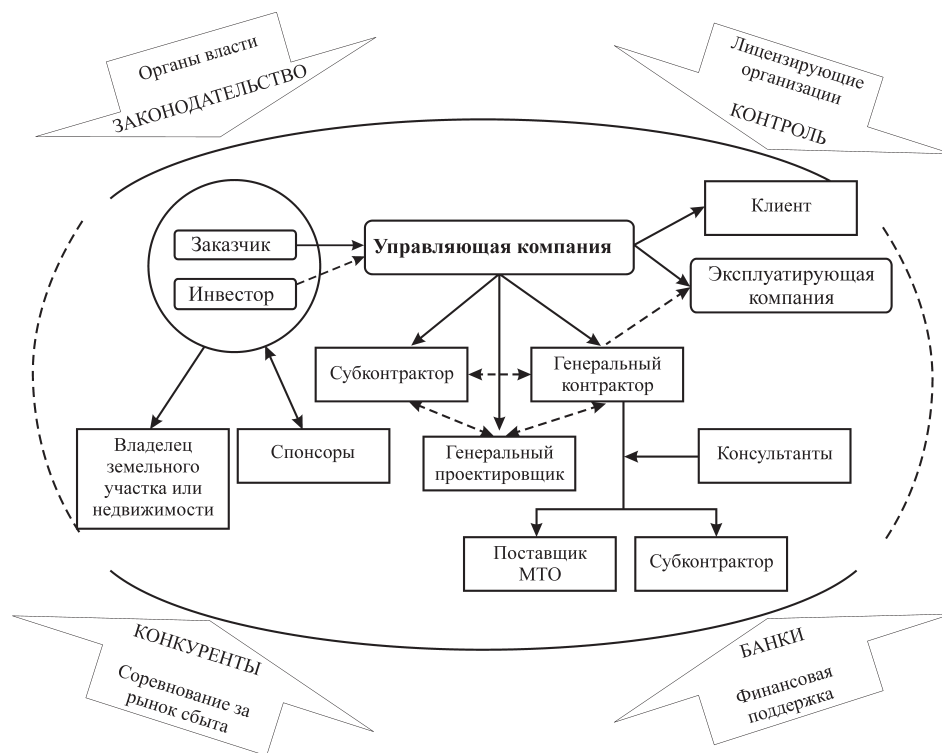 Органы власти
ЗАКОНОДАТЕЛЬСТВО
Лицензирующие
организации
КОНТРОЛЬ
Клиент
Заказчик
Управляющая компания
Инвестор
Эксплуатирующая
компания
Субконтрактор
Генеральный
контрактор
Владелец
земельного
участка или
недвижимости
Спонсоры
Генеральный
проектировщик
Консультанты
Поставщик
МТО
Субконтрактор
КОНКУРЕНТЫ
Соревнование за
рынок сбыта
БАНКИ
Финансовая
поддержка